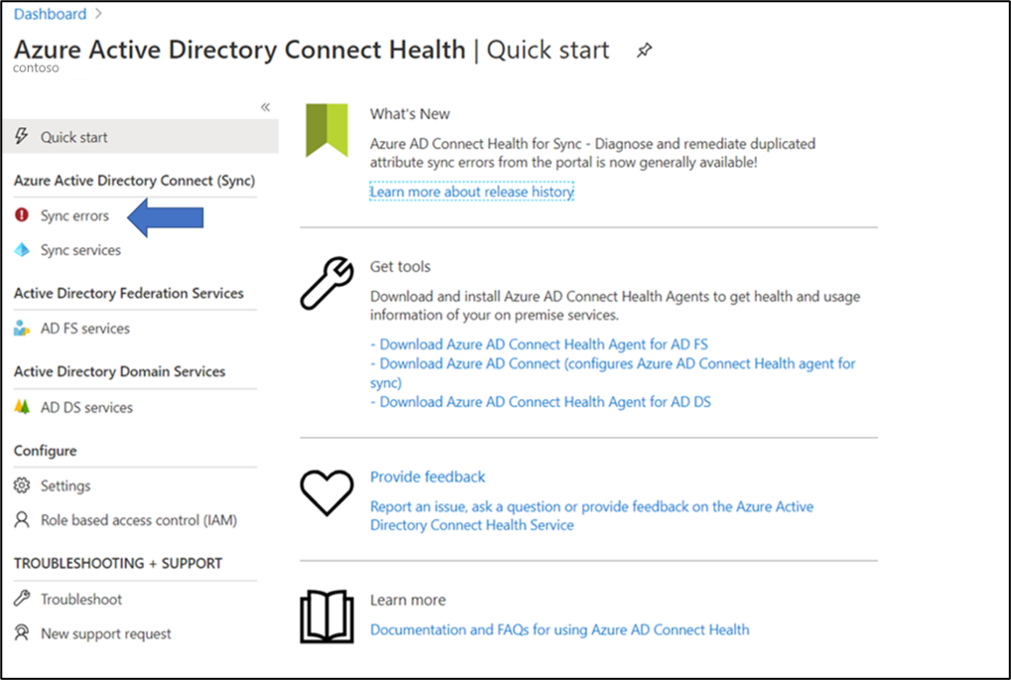 Dashboard >
Azure Active Directory Connect Health | Quick start
contoso
«
Quick start
Azure Active Directory Connect (Sync)
Sync errors
Sync services
Active Directory Federation Services
AD FS services
Active Directory Domain Services
AD DS services
Configure
Settings
Role based access control (IAM)
TROUBLESHOOTING + SUPPORT
Troubleshoot
New support request
What's New
Azure AD Connect Health for Sync - Diagnose and remediate duplicated
attribute sync errors from the portal is now generally available!
Learn more about release history
Get tools
Download and install Azure AD Connect Health Agents to get health and usage
information of your on premise services.
- Download Azure AD Connect Health Agent for AD FS
- Download Azure AD Connect (configures Azure AD Connect Health agent for
sync)
- Download Azure AD Connect Health Agent for AD DS
Provide feedback
Report an issue, ask a question or provide feedback on the Azure Active
Directory Connect Health Service
Learn more
Documentation and FAQs for using Azure AD Connect Health